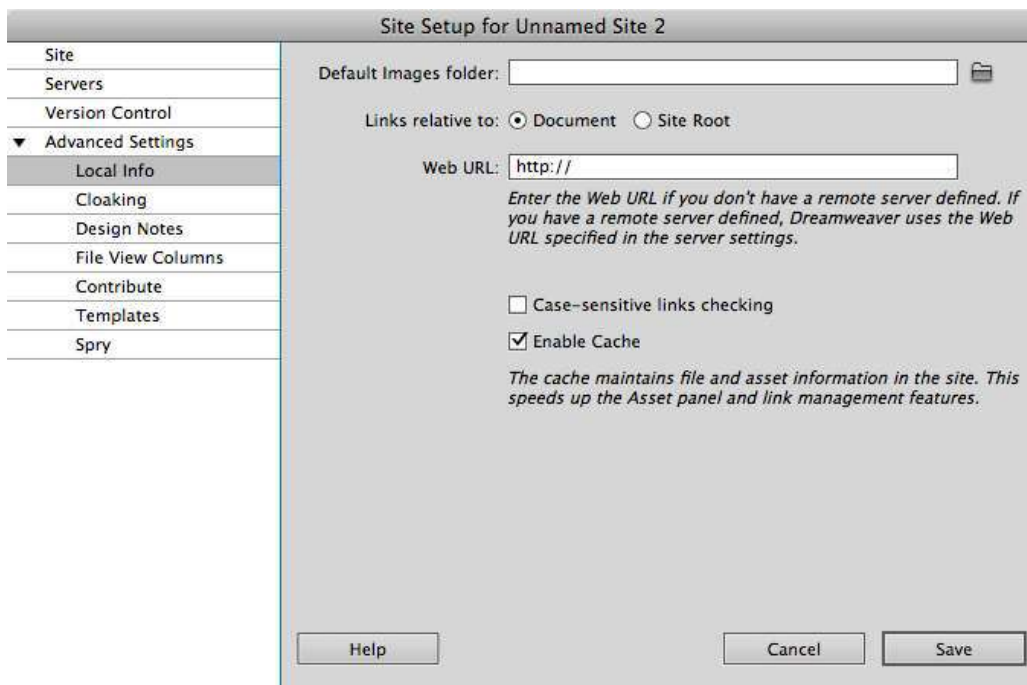 Site Setup for Unnamed Site 2
Site
Servers
Version Control
Advanced Settings
Local Info
Cloaking
Design Notes
File View Columns
Contribute
Templates
Spry
Default Images folder:
Links relative to: Document Site Root
Web URL: http://
Enter the Web URL if you don't have a remote server defined. If
you have a remote server defined, Dreamweaver uses the Web
URL specified in the server settings.
Case-sensitive links checking
Enable Cache
The cache maintains file and asset information in the site. This
speeds up the Asset panel and link management features.
Help Cancel Save